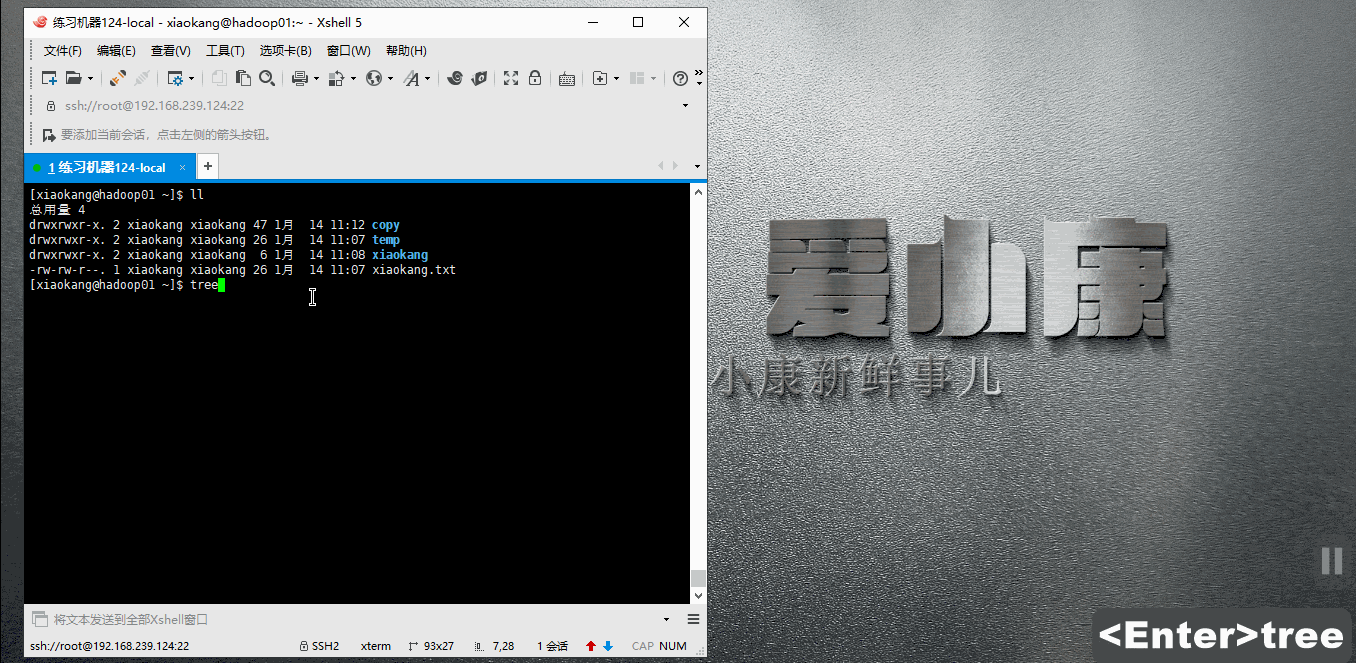 练习机器124-local - xiaokang@hadoop01:~ - Xshell 5
文件(F) 编辑(E) 查看(V) 工具(T) 选项卡(B) 窗口(W) 帮助(H)
ssh://root@192.168.239.124:22
要添加当前会话，点击左侧的箭头按钮。
1 练习机器124-local × +
[xiaokang@hadoop01 ~]$ ll
总用量 4
drwxrwxr-x. 2 xiaokang xiaokang 47 1月  14 11:12 copy
drwxrwxr-x. 2 xiaokang xiaokang 26 1月  14 11:07 temp
drwxrwxr-x. 2 xiaokang xiaokang  6 1月  14 11:08 xiaokang
-rw-rw-r--. 1 xiaokang xiaokang 26 1月  14 11:07 xiaokang.txt
[xiaokang@hadoop01 ~]$ tree
爱小康
小康新鲜事儿
将文本发送到全部Xshell窗口
ssh://root@192.168.239.124:22 SSH2 xterm 93x27 7,28 1 会话 CAP NUM
<Enter>tree